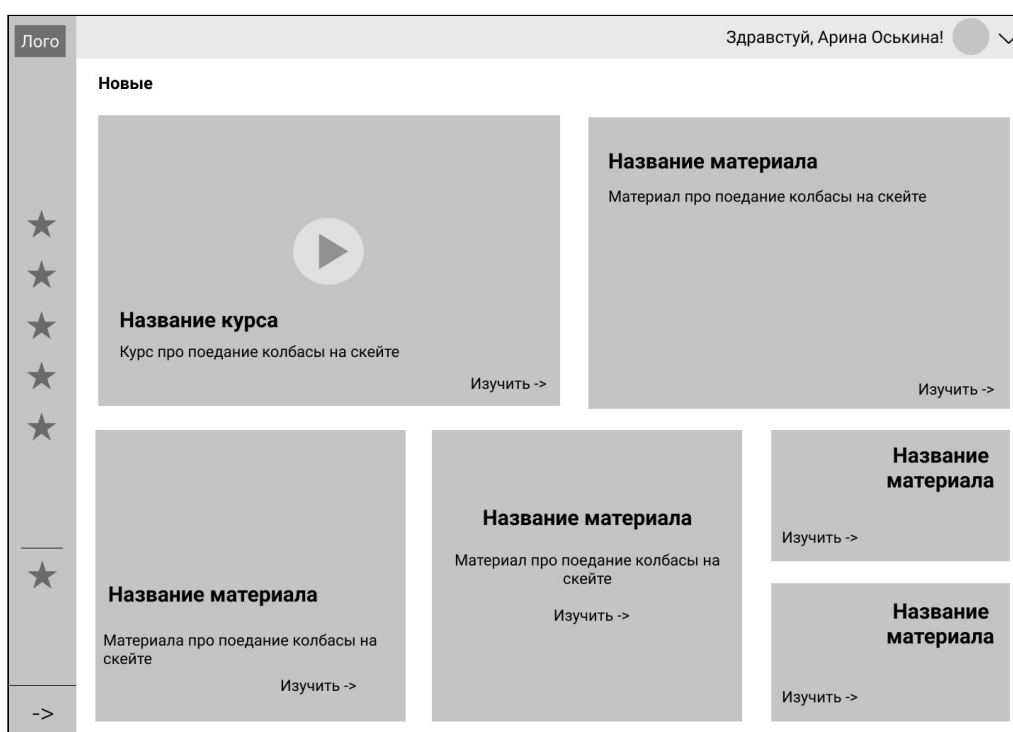 Лого
Здравстуй, Арина Оськина!
Новые
Название курса
Курс про поедание колбасы на скейте
Изучить ->
Название материала
Материал про поедание колбасы на скейте
Изучить ->
Название материала
Материала про поедание колбасы на
скейте
Изучить ->
Название материала
Материал про поедание колбасы на
скейте
Изучить ->
Название
материала
Изучить ->
Название
материала
Изучить ->
->